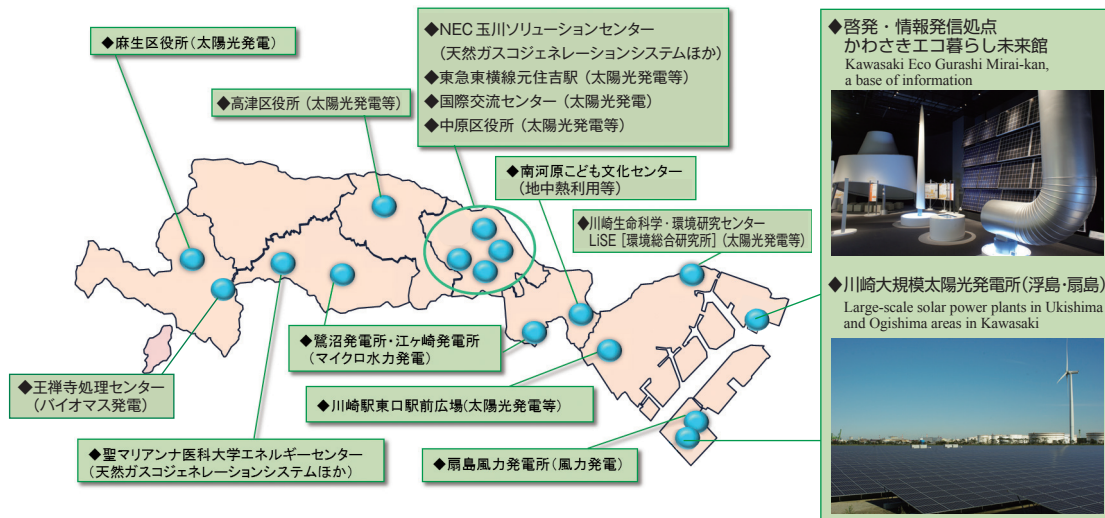 ◆麻生区役所(太陽光発電)
◆高津区役所(太陽光発電等)
◆NEC 玉川ソリューションセンター
(天然ガスコジェネレーションシステムほか)
◆東急東横線元住吉駅(太陽光発電等)
◆国際交流センター(太陽光発電)
◆中原区役所(太陽光発電等)
◆南河原こども文化センター
(地中熱利用等)
◆川崎生命科学・環境研究センター
LiSE[環境総合研究所](太陽光発電等)
◆鷺沼発電所・江ヶ崎発電所
(マイクロ水力発電)
◆王禅寺処理センター
(バイオマス発電)
◆川崎駅東口駅前広場(太陽光発電等)
◆聖マリアンナ医科大学エネルギーセンター
(天然ガスコジェネレーションシステムほか)
◆扇島風力発電所(風力発電)
◆啓発・情報発信処点
かわさきエコ暮らし未来館
Kawasaki Eco Gurashi Mirai-kan,
a base of information
◆川崎大規模太陽光発電所(浮島・扇島)
Large-scale solar power plants in Ukishima
and Ogishima areas in Kawasaki